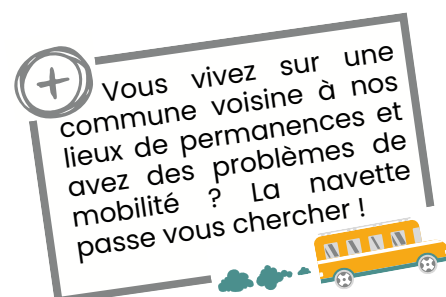 Vous vivez sur une
commune voisine à nos
lieux de permanences et
avez des problèmes de
mobilité ? La navette
passe vous chercher !